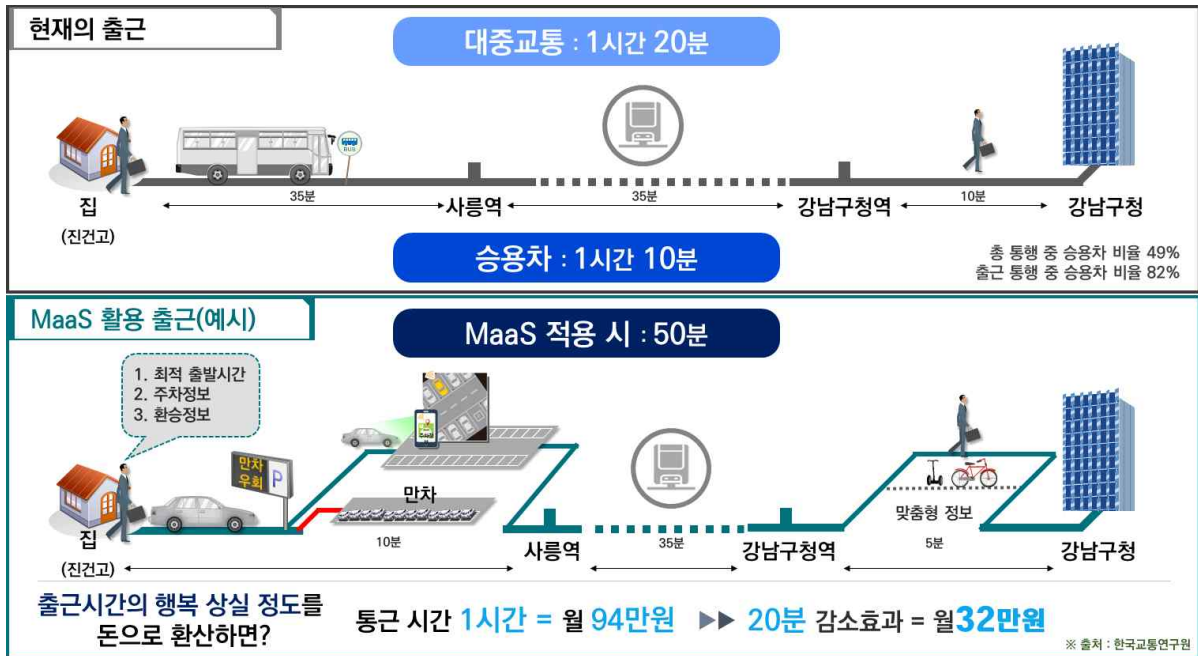 현재의 출근
대중교통 : 1시간 20분
BUS
35분
35분
10분
집
사릉역
강남구청역
강남구청
(진건고)
승용차 : 1시간 10분
총 통행 중 승용차 비율 49%
출근 통행 중 승용차 비율 82%
MaaS 활용 출근(예시)
MaaS 적용 시 : 50분
1. 최적 출발시간
2. 주차정보
3. 환승정보
만차
우회
P
만차
맞춤형 정보
10분
35분
5분
집
사릉역
강남구청역
강남구청
(진건고)
출근시간의 행복 상실 정도를
돈으로 환산하면?
통근 시간 1시간 = 월 94만원 ▶▶ 20분 감소효과 = 월32만원
※ 출처 : 한국교통연구원